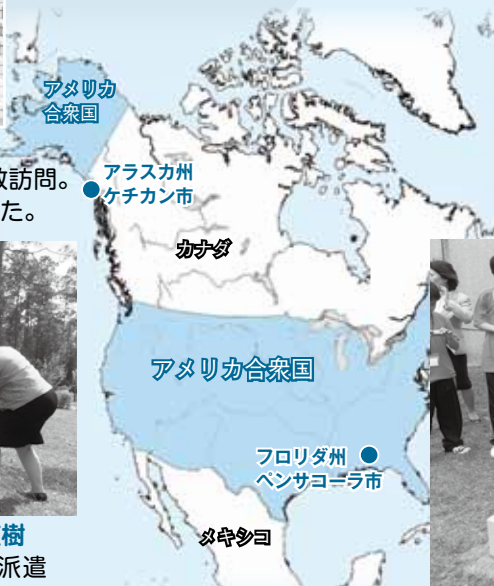 アメリカ
合衆国
訪問。
た。
アラスカ州
ケチカン市
カナダ
アメリカ合衆国
フロリダ州
ペンサコーラ市
メキシコ
樹
派遣